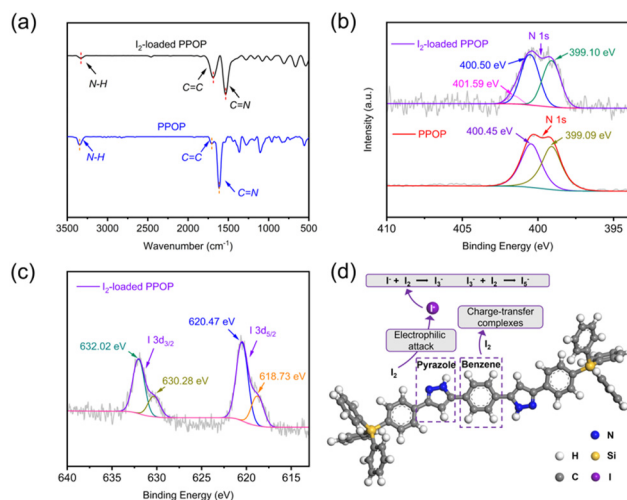 (a)
I₂-loaded PPOP
N-H
C=C
C=N
PPOP
N-H
C=C
C=N
3500 3000 2500 2000 1500 1000 500
Wavenumber (cm⁻¹)
(b)
I₂-loaded PPOP
N 1s
399.10 eV
400.50 eV
401.59 eV
PPOP
N 1s
400.45 eV
399.09 eV
Intensity (a.u.)
410 405 400 395
Binding Energy (eV)
(c)
I₂-loaded PPOP
632.02 eV
I 3d₃/₂
630.28 eV
620.47 eV
I 3d₅/₂
618.73 eV
640 630 620
Binding Energy (eV)
(d)
I⁻ + I₂ → I₃⁻ I₃⁻ + I₂ → I₅⁻
I⁻
Charge-transfer
complexes
Electrophilic
attack
I₂
I₂
Pyrazole
Benzene
N
H
Si
C
I